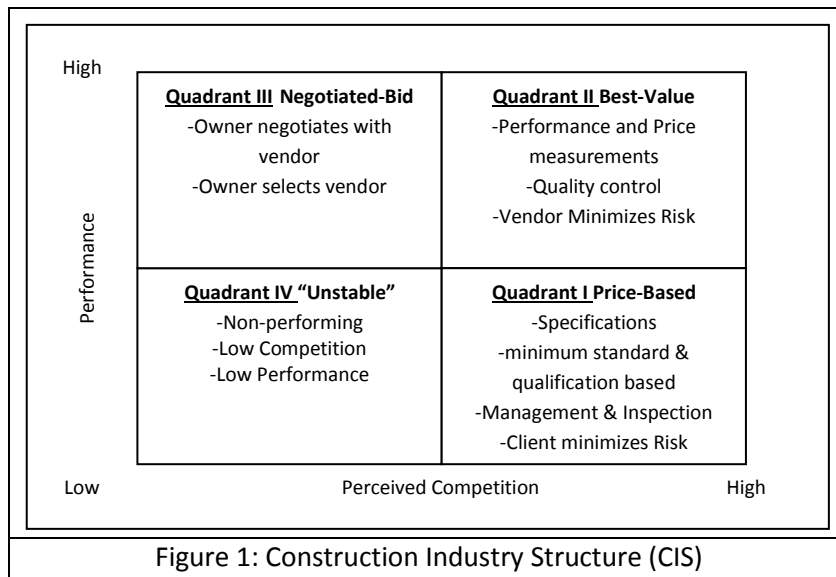 High
Quadrant III Negotiated-Bid
-Owner negotiates with
vendor
-Owner selects vendor
Quadrant II Best-Value
-Performance and Price
measurements
-Quality control
-Vendor Minimizes Risk
Performance
Quadrant IV "Unstable"
-Non-performing
-Low Competition
-Low Performance
Quadrant I Price-Based
-Specifications
-minimum standard &
qualification based
-Management & Inspection
-Client minimizes Risk
Low
Perceived Competition
High
Figure 1: Construction Industry Structure (CIS)